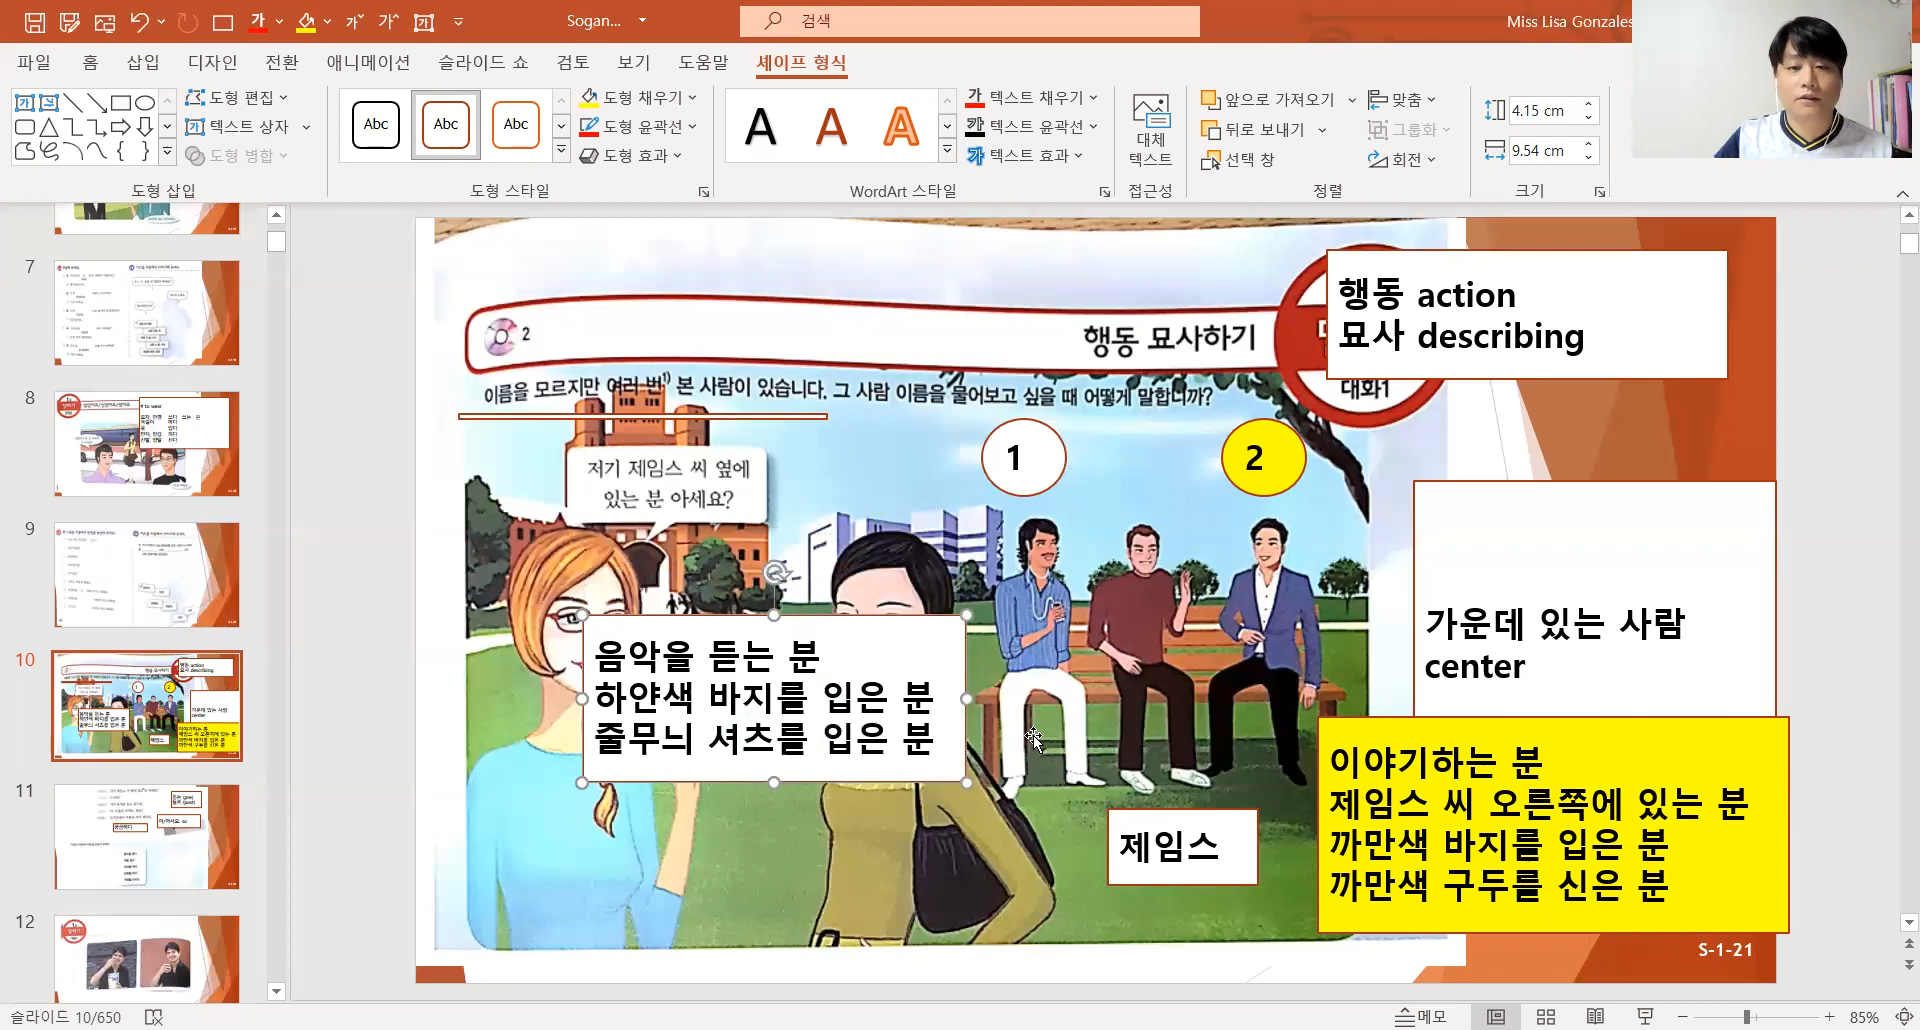 Sogan...
검색
Miss Lisa Gonzales
파일 홈 삽입 디자인 전환 애니메이션 슬라이드 쇼 검토 보기 도움말 셰이프 형식
도형 편집
텍스트 상자
도형 병합
도형 삽입
Abc Abc Abc
도형 채우기
도형 윤곽선
도형 효과
도형 스타일
A A A
텍스트 채우기
텍스트 윤곽선
텍스트 효과
WordArt 스타일
대체
텍스트
접근성
앞으로 가져오기
뒤로 보내기
선택 창
맞춤
그룹화
회전
정렬
4.15 cm
9.54 cm
크기
7
8
9
10
11
12
행동 action
묘사 describing
2
행동 묘사하기
대화1
이름을 모르지만 여러 번1) 본 사람이 있습니다. 그 사람 이름을 물어보고 싶을 때 어떻게 말합니까?
저기 제임스 씨 옆에
있는 분 아세요?
1
2
음악을 듣는 분
하얀색 바지를 입은 분
줄무늬 셔츠를 입은 분
가운데 있는 사람
center
제임스
이야기하는 분
제임스 씨 오른쪽에 있는 분
까만색 바지를 입은 분
까만색 구두를 신은 분
S-1-21
슬라이드 10/650
메모
85%